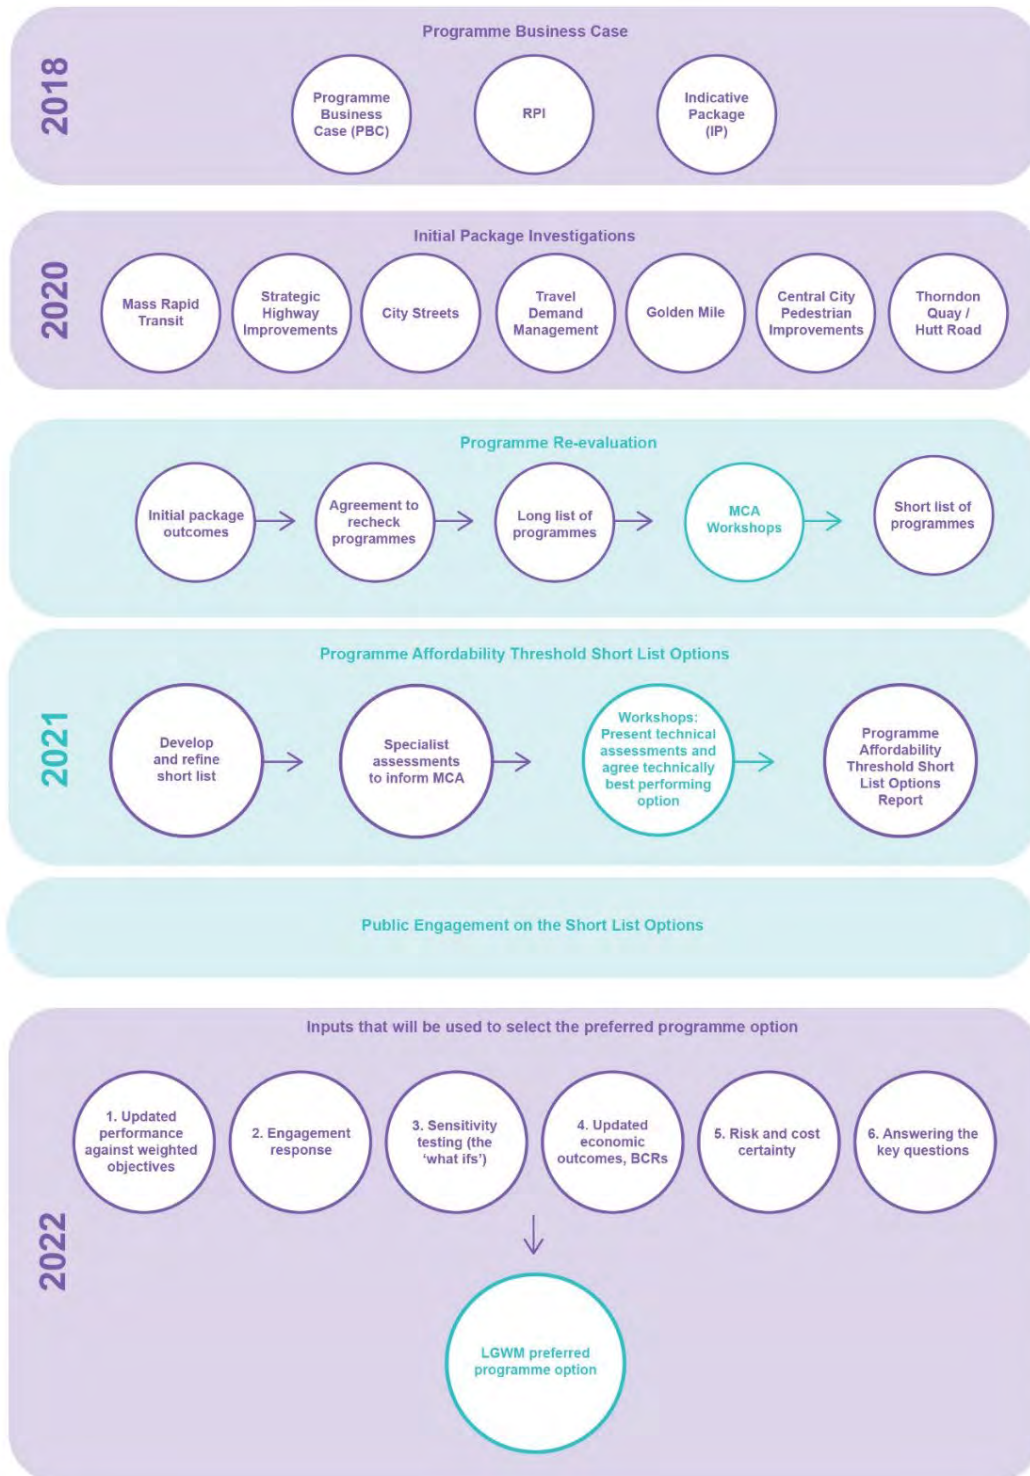 2018
Programme Business Case
Programme
Business
Case (PBC)
RPI
Indicative
Package
(IP)
2020
Initial Package Investigations
Mass Rapid
Transit
Strategic
Highway
Improvements
City Streets
Travel
Demand
Management
Golden Mile
Central City
Pedestrian
Improvements
Thorndon
Quay /
Hutt Road
Programme Re-evaluation
Initial package
outcomes
Agreement to
recheck
programmes
Long list of
programmes
MCA
Workshops
Short list of
programmes
2021
Programme Affordability Threshold Short List Options
Develop
and refine
short list
Specialist
assessments
to inform MCA
Workshops:
Present technical
assessments and
agree technically
best performing
option
Programme
Affordability
Threshold Short
List Options
Report
Public Engagement on the Short List Options
2022
Inputs that will be used to select the preferred programme option
1. Updated
performance
against weighted
objectives
2. Engagement
response
3. Sensitivity
testing (the
‘what ifs’)
4. Updated
economic
outcomes, BCRs
5. Risk and cost
certainty
6. Answering the
key questions
LGWM preferred
programme option